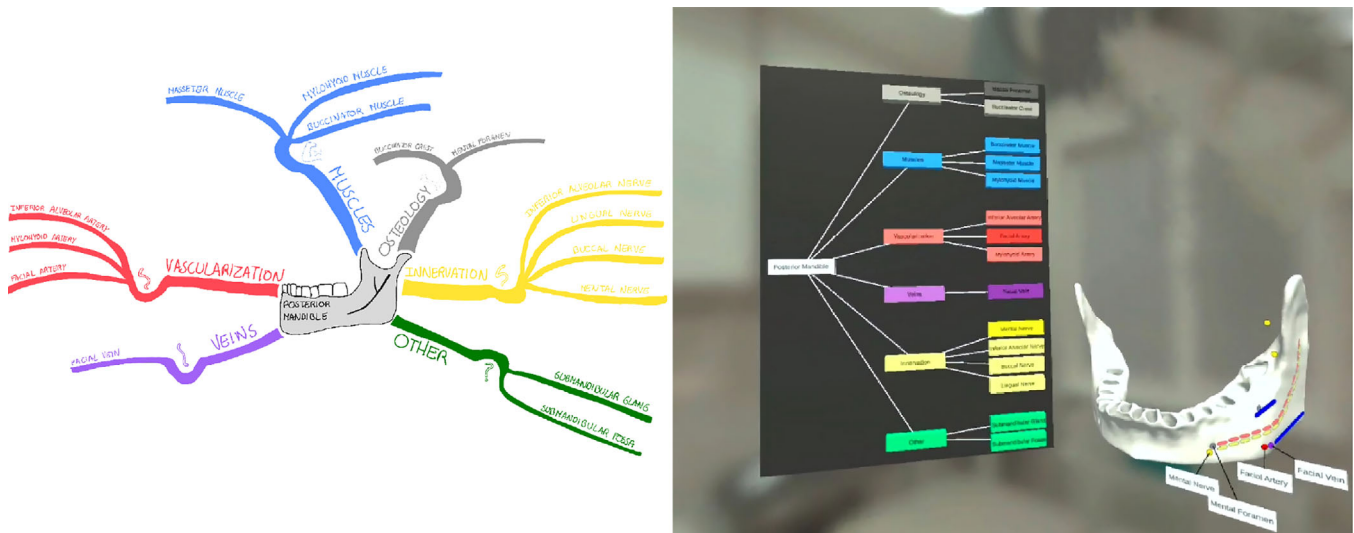 MASSETER MUSCLE
MYLOHYOID MUSCLE
BUCCINATOR MUSCLE
MUSCLES
BUCCINATOR CREST
MENTAL FORAMEN
OSTEOLOGY
INFERIOR ALVEOLAR ARTERY
MYLOHYOID ARTERY
FACIAL ARTERY
VASCULARIZATION
INFERIOR ALVEOLAR NERVE
LINGUAL NERVE
BUCCAL NERVE
MENTAL NERVE
INNERVATION
POSTERIOR
MANDIBLE
FACIAL VEIN
VEINS
OTHER
SUBMANDIBULAR GLAND
SUBMANDIBULAR FOSSA
Posterior Mandible
Osteology
Mental Foramen
Buccinator Crest
Muscles
Buccinator Muscle
Masseter Muscle
Mylohyoid Muscle
Vascularization
Inferior Alveolar Artery
Facial Artery
Mylohyoid Artery
Veins
Facial Vein
Innervation
Mental Nerve
Inferior Alveolar Nerve
Buccal Nerve
Lingual Nerve
Other
Submandibular Gland
Submandibular Fossa
Mental Nerve
Mental Foramen
Facial Artery
Facial Vein